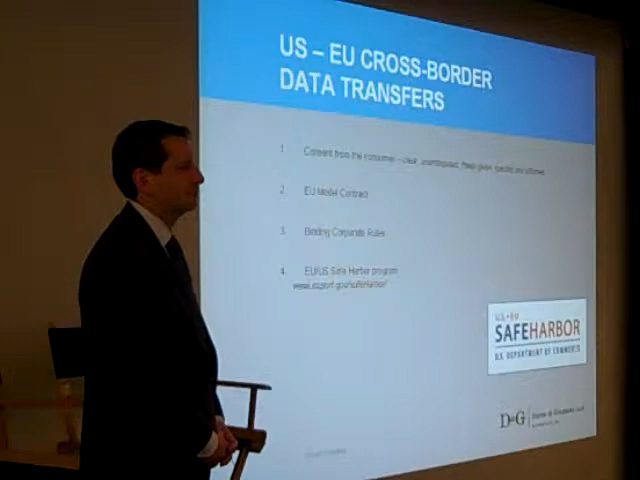 US – EU CROSS-BORDER
DATA TRANSFERS
1. Consent from the consumer – clear, unambiguous, freely given, specific and informed
2. EU Model Contract
3. Binding Corporate Rules
4. EU/US Safe Harbor program
www.export.gov/safeharbor/
U.S.-EU
SAFEHARBOR
U.S. DEPARTMENT OF COMMERCE
D&G